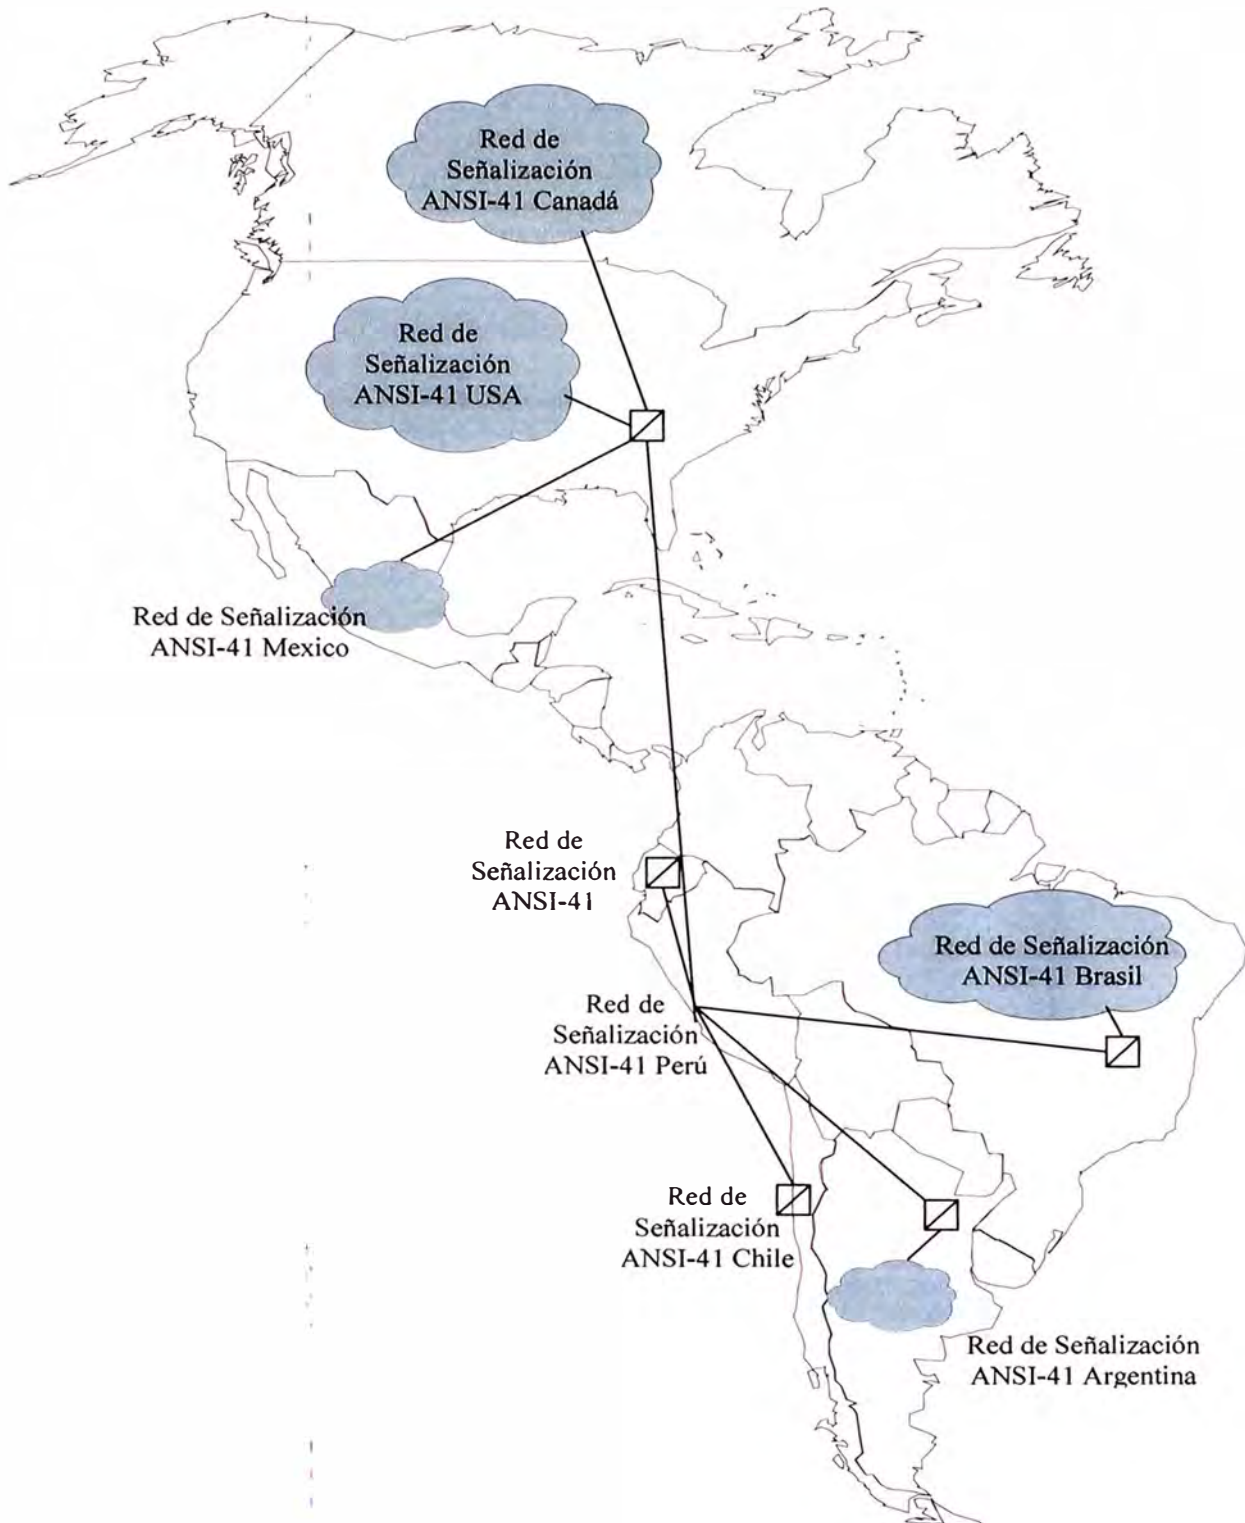 Red de
Señalización
ANSI-41 Canadá
Red de
Señalización
ANSI-41 USA
Red de Señalización
ANSI-41 Mexico
Red de
Señalización
ANSI-41
Red de Señalización
ANSI-41 Brasil
Red de
Señalización
ANSI-41 Perú
Red de
Señalización
ANSI-41 Chile
Red de Señalización
ANSI-41 Argentina